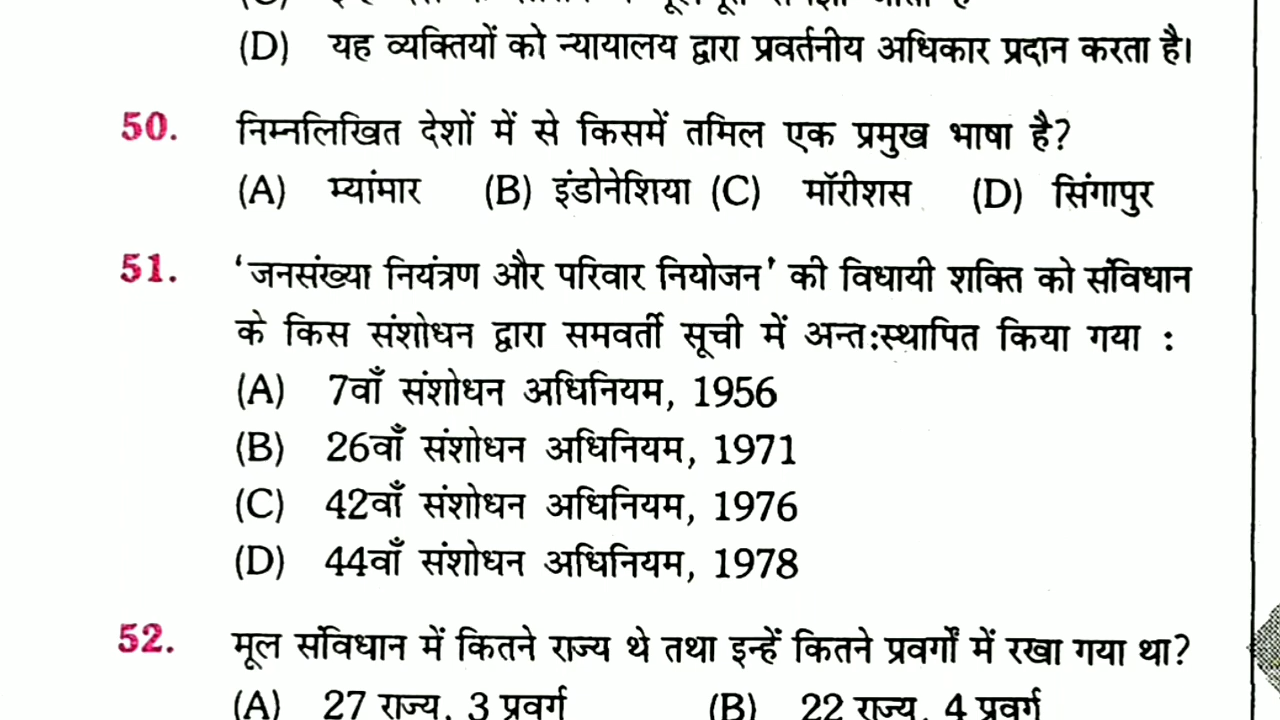 (D) यह व्यक्तियों को न्यायालय द्वारा प्रवर्तनीय अधिकार प्रदान करता है।
50. निम्नलिखित देशों में से किसमें तमिल एक प्रमुख भाषा है?
(A) म्यांमार (B) इंडोनेशिया (C) मॉरीशस (D) सिंगापुर
51. 'जनसंख्या नियंत्रण और परिवार नियोजन' की विधायी शक्ति को संविधान
के किस संशोधन द्वारा समवर्ती सूची में अन्त:स्थापित किया गया :
(A) 7वाँ संशोधन अधिनियम, 1956
(B) 26वाँ संशोधन अधिनियम, 1971
(C) 42वाँ संशोधन अधिनियम, 1976
(D) 44वाँ संशोधन अधिनियम, 1978
52. मूल संविधान में कितने राज्य थे तथा इन्हें कितने प्रवर्गों में रखा गया था?
(A) 27 राज्य, 3 प्रवर्ग (B) 22 राज्य, 4 प्रवर्ग